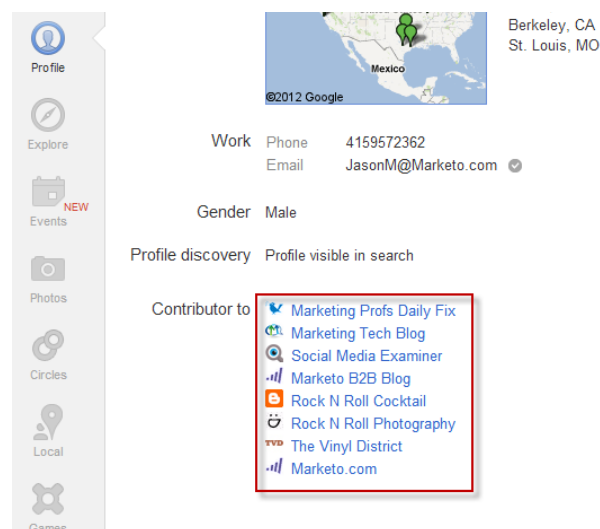 Profile
Explore
NEW
Events
Photos
Circles
Local
Games
Mexico
©2012 Google
Berkeley, CA
St. Louis, MO
Work
Phone 4159572362
Email JasonM@Marketo.com
Gender Male
Profile discovery Profile visible in search
Contributor to
Marketing Profs Daily Fix
Marketing Tech Blog
Social Media Examiner
Marketo B2B Blog
Rock N Roll Cocktail
Rock N Roll Photography
TVD The Vinyl District
Marketo.com